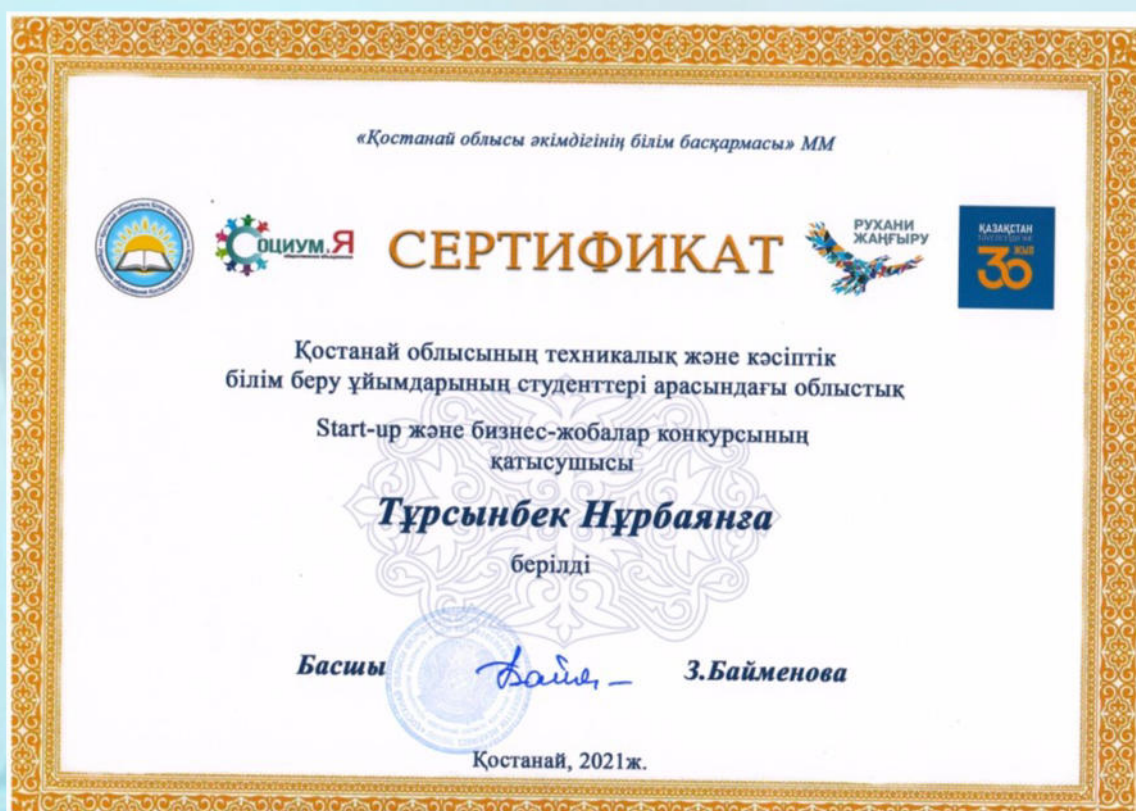 «Қостанай облысы әкімдігінің білім басқармасы» ММ
СОЦИУМ.Я
СЕРТИФИКАТ
РУХАНИ
ЖАҢҒЫРУ
ҚАЗАҚСТАН
ЖЫЛ
30
Қостанай облысының техникалық және кәсіптік
білім беру ұйымдарының студенттері арасындағы облыстық
Start-up және бизнес-жобалар конкурсының
қатысушысы
Тұрсынбек Нұрбаянға
берілді
Басшы
З.Байменова
Қостанай, 2021ж.